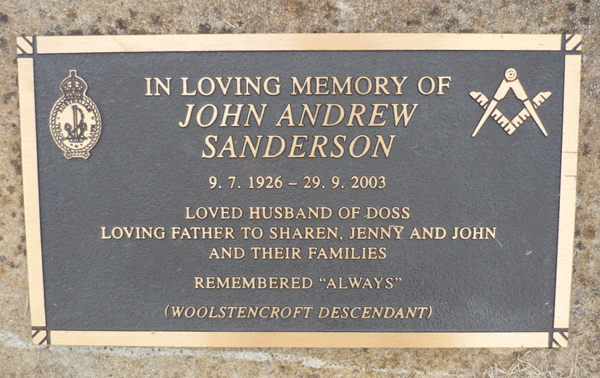 IN LOVING MEMORY OF
JOHN ANDREW
SANDERSON
9. 7. 1926 – 29. 9. 2003
LOVED HUSBAND OF DOSS
LOVING FATHER TO SHAREN, JENNY AND JOHN
AND THEIR FAMILIES
REMEMBERED "ALWAYS"
(WOOLSTENCROFT DESCENDANT)